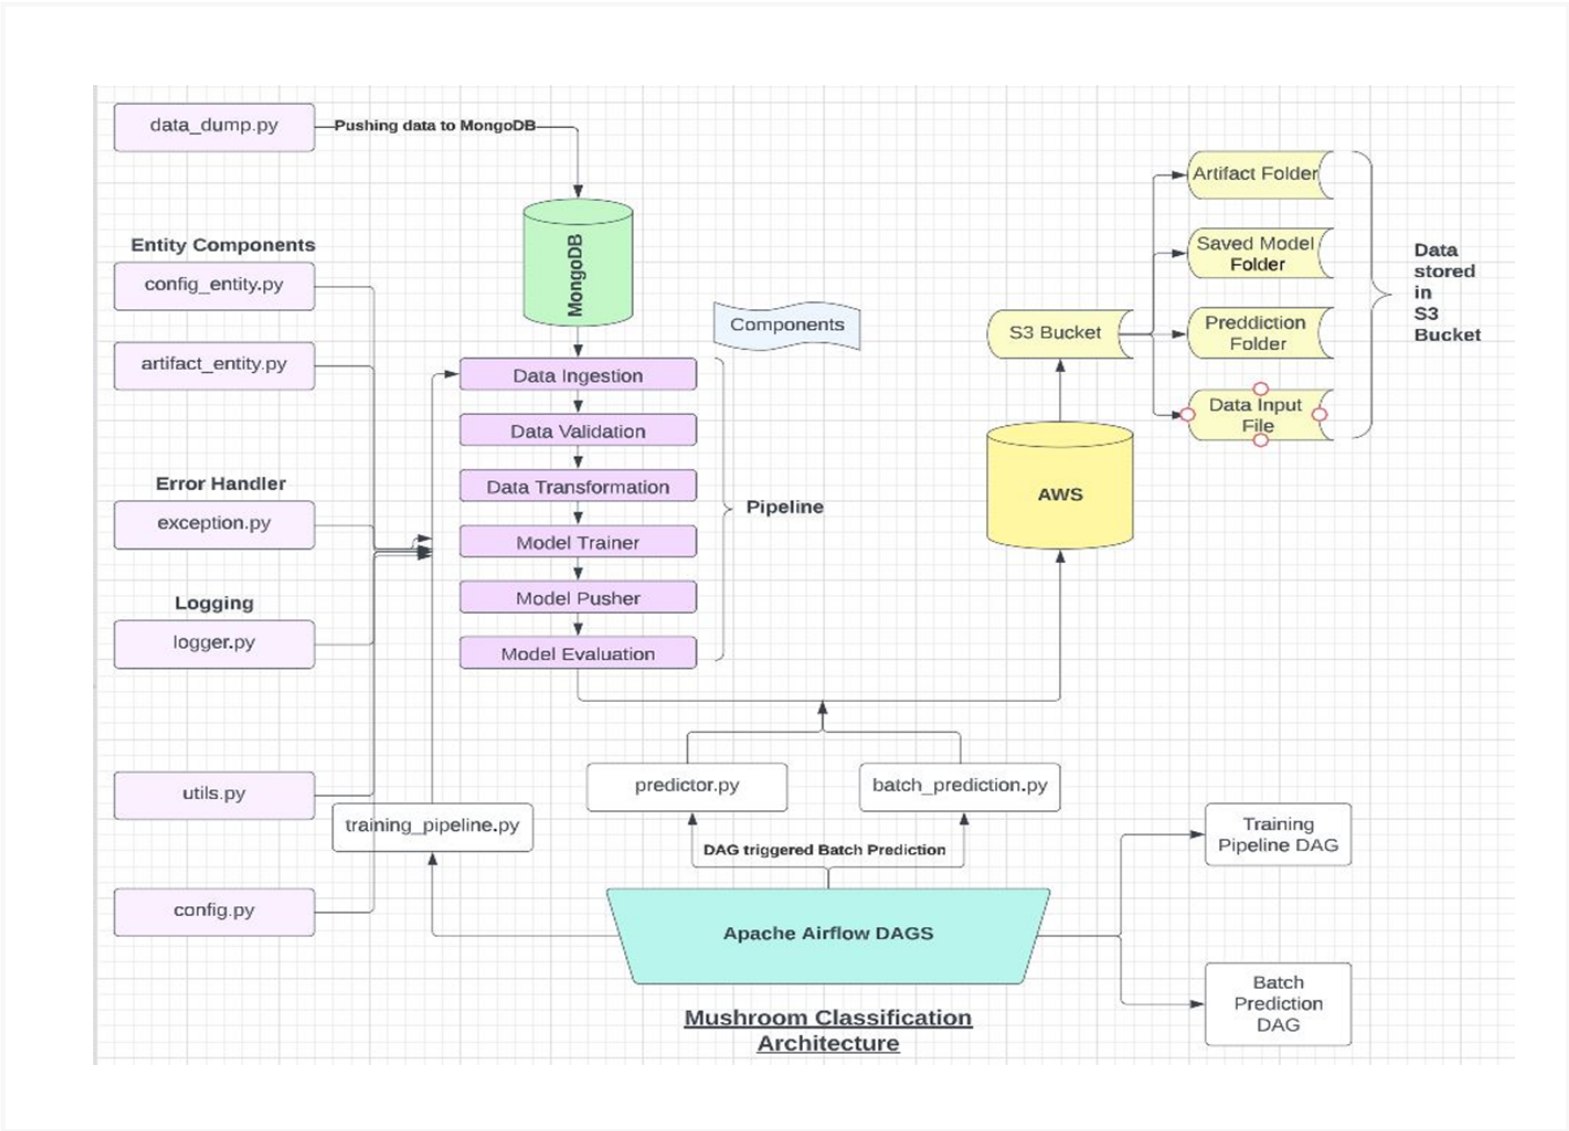 data_dump.py
Pushing data to MongoDB
MongoDB
Entity Components
config_entity.py
artifact_entity.py
Error Handler
exception.py
Logging
logger.py
utils.py
config.py
training_pipeline.py
Components
Data Ingestion
Data Validation
Data Transformation
Model Trainer
Model Pusher
Model Evaluation
Pipeline
S3 Bucket
AWS
Artifact Folder
Saved Model
Folder
Preddiction
Folder
Data Input
File
Data
stored
in
S3
Bucket
predictor.py
batch_prediction.py
DAG triggered Batch Prediction
Apache Airflow DAGS
Training
Pipeline DAG
Batch
Prediction
DAG
Mushroom Classification
Architecture